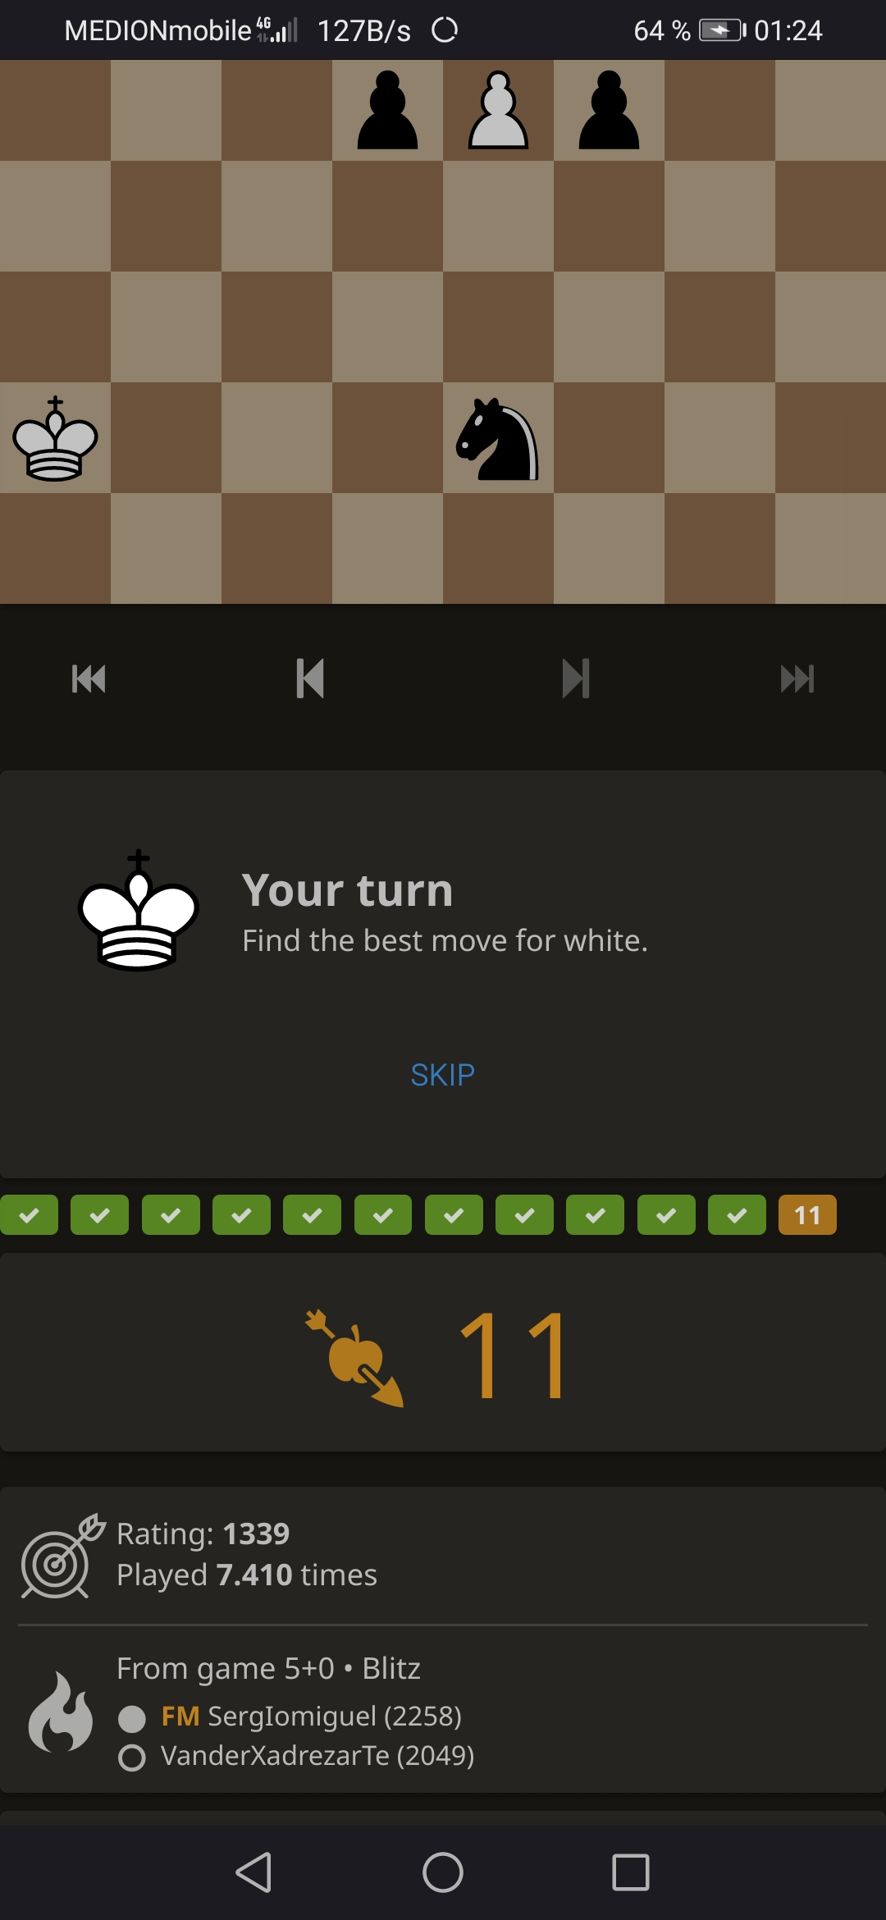 MEDIONmobile 4G 127B/s 64 % 01:24
Your turn
Find the best move for white.
SKIP
11
11
Rating: 1339
Played 7.410 times
From game 5+0 • Blitz
FM SergIomiguel (2258)
VanderXadrezarTe (2049)